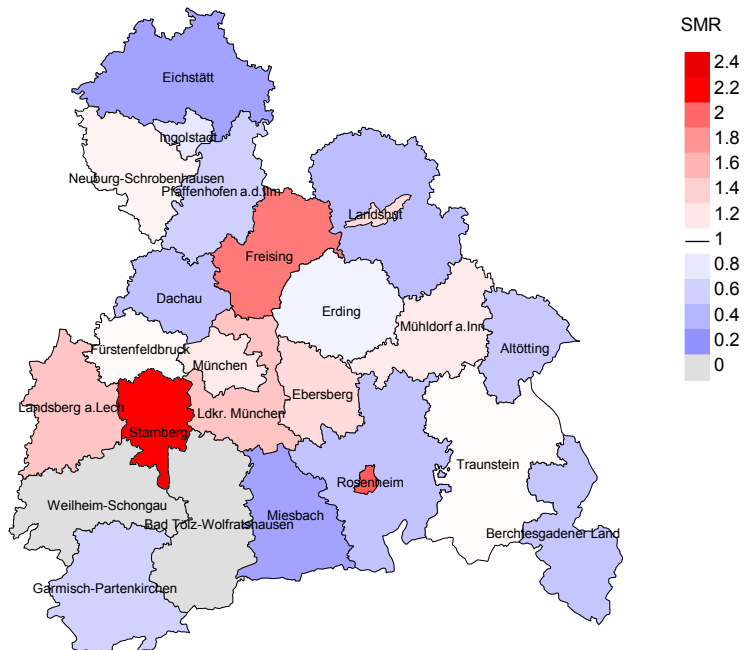 SMR
2.4
2.2
2
1.8
1.6
1.4
1.2
1
0.8
0.6
0.4
0.2
0
Eichstätt
Ingolstadt
Neuburg-Schrobenhausen
Pfaffenhofen a.d.Ilm
Landshut
Freising
Dachau
Erding
Mühldorf a.Inn
Altötting
Fürstenfeldbruck
München
Ebersberg
Landsberg a.Lech
Ldkr. München
Starnberg
Traunstein
Rosenheim
Weilheim-Schongau
Miesbach
Bad Tölz-Wolfratshausen
Berchtesgadener Land
Garmisch-Partenkirchen